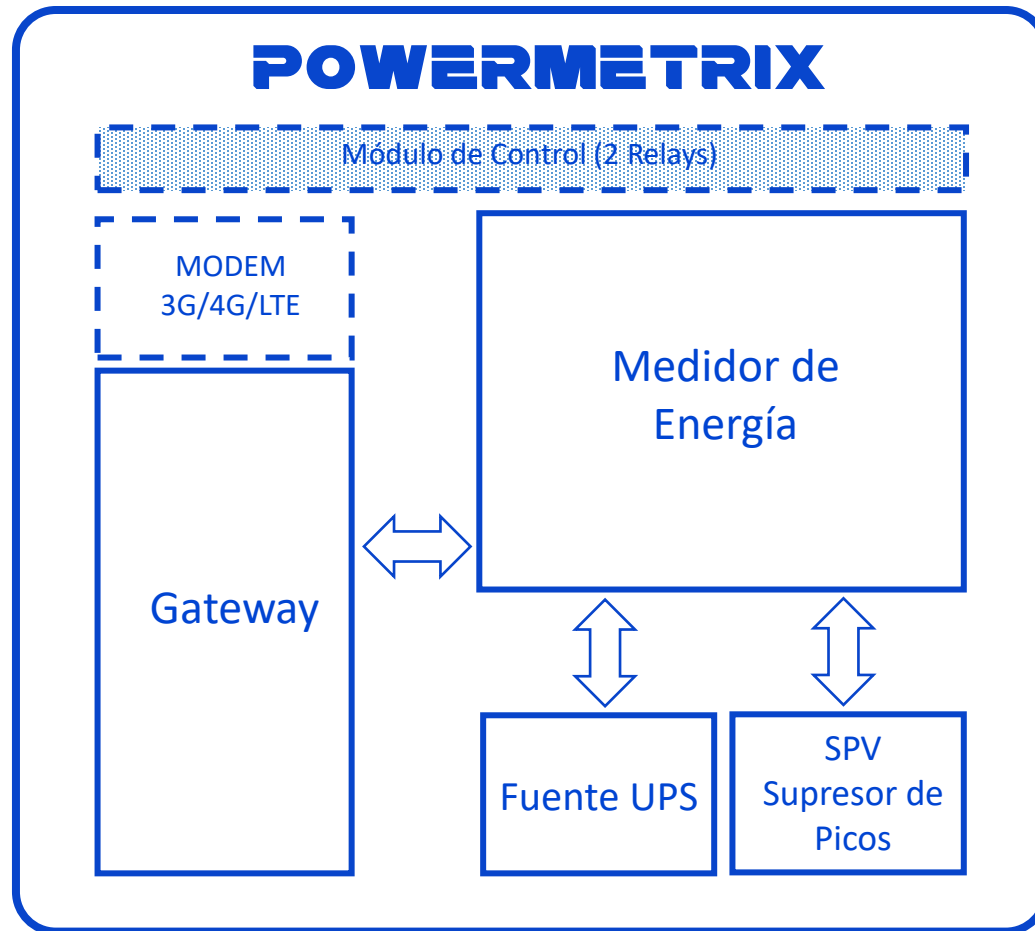 POWERMETRIX
Módulo de Control (2 Relays)
MODEM
3G/4G/LTE
Medidor de
Energía
Gateway
Fuente UPS
SPV
Supresor de
Picos